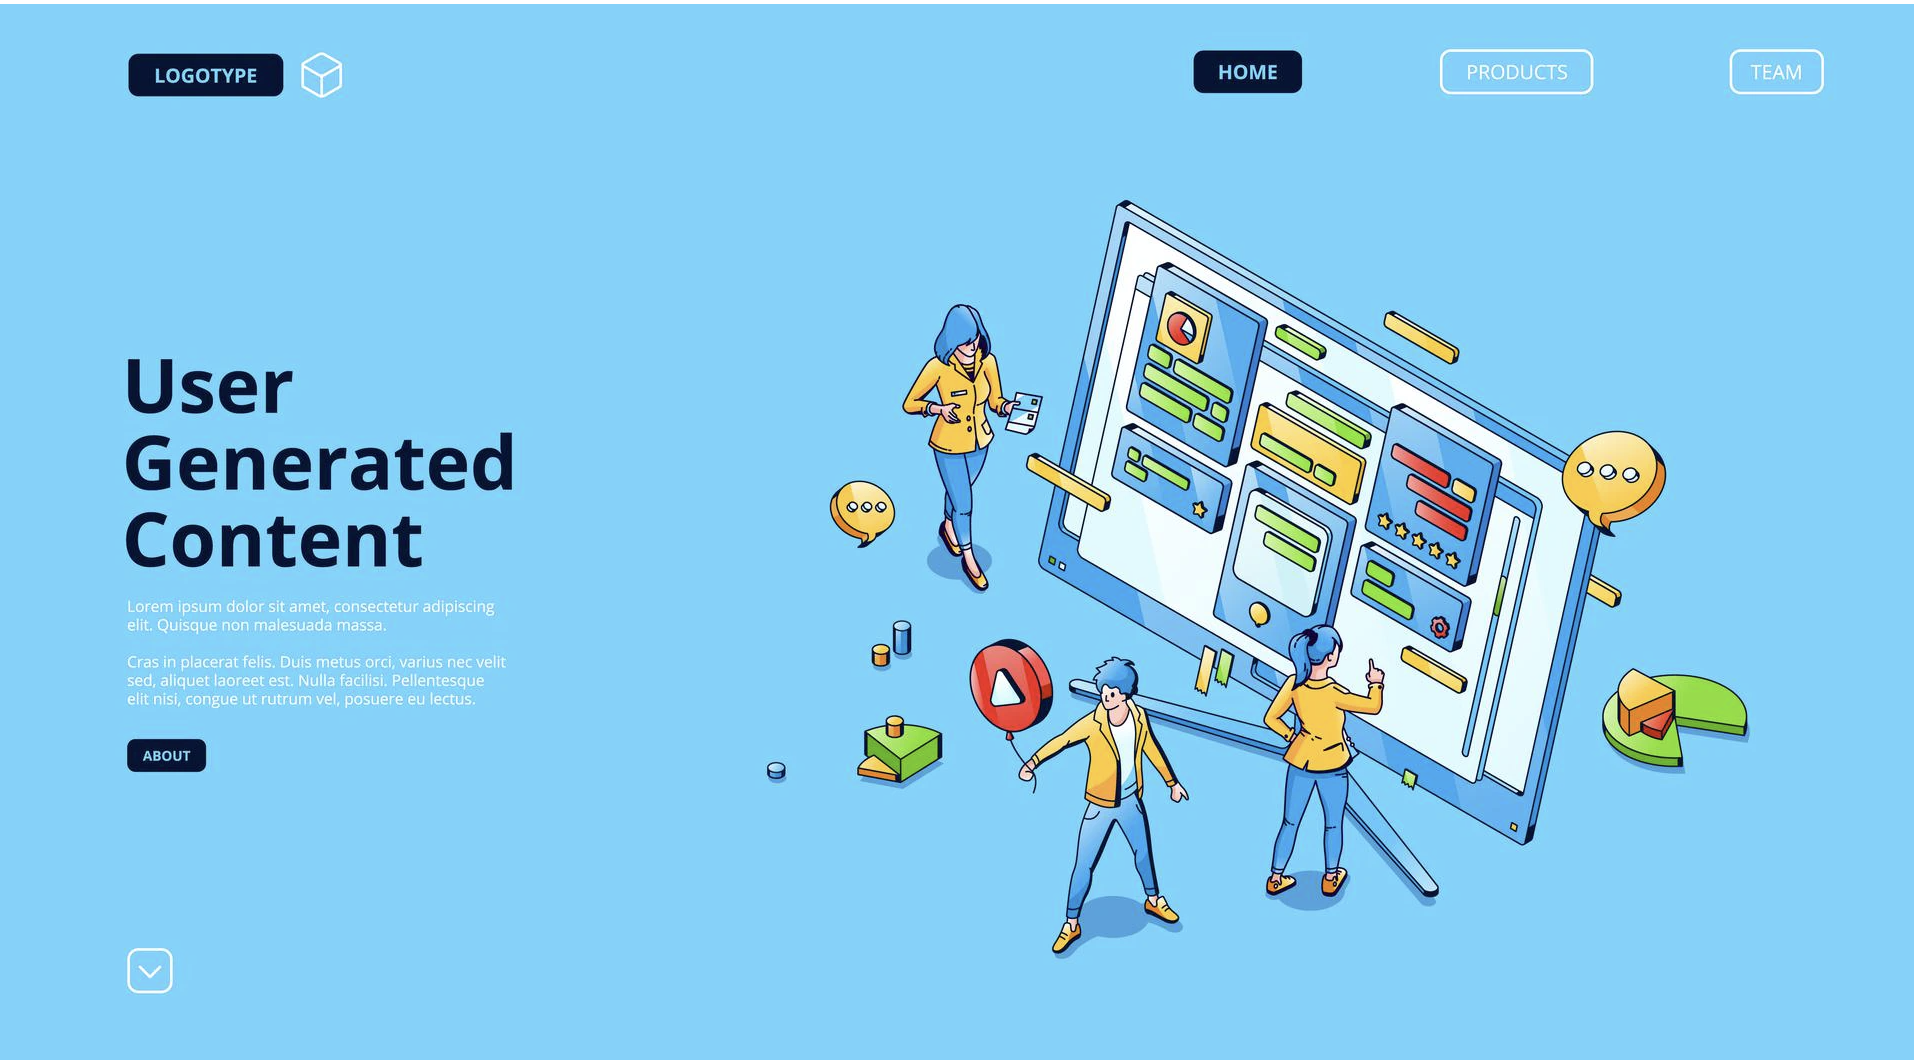 LOGOTYPE
HOME
PRODUCTS
TEAM
User
Generated
Content
Lorem ipsum dolor sit amet, consectetur adipiscing
elit. Quisque non malesuada massa.
Cras in placerat felis. Duis metus orci, varius nec velit
sed, aliquet laoreet est. Nulla facilisi. Pellentesque
elit nisi, congue ut rutrum vel, posuere eu lectus.
ABOUT